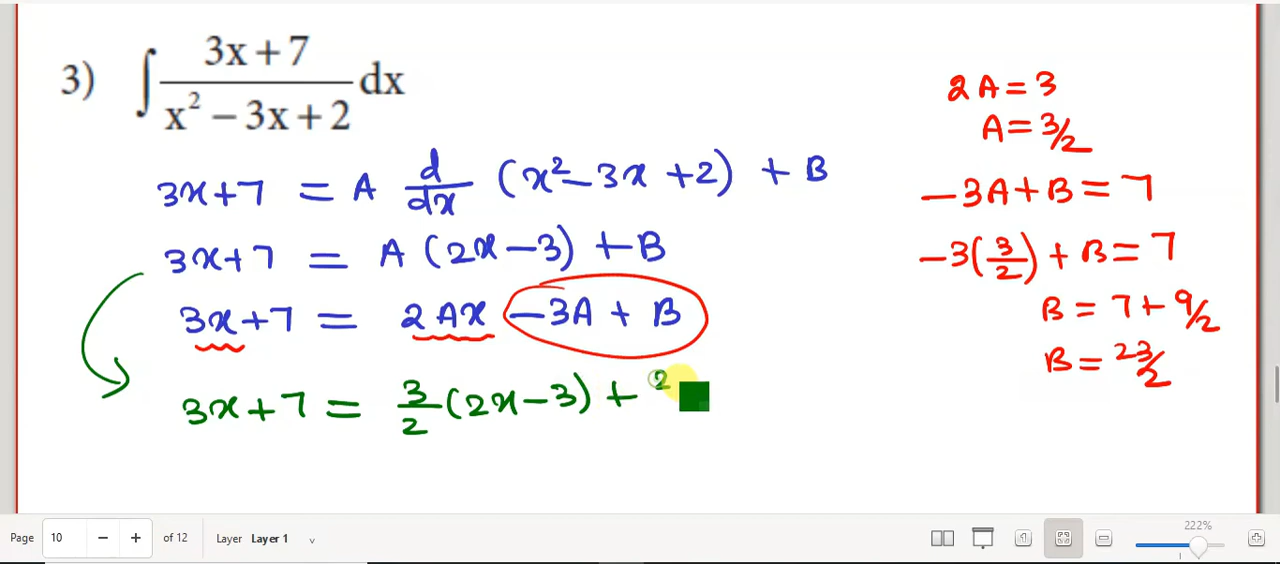 3) ∫ (3x+7)/(x² − 3x+2) dx
3x+7 = A d/dx (x²−3x+2) + B
3x+7 = A (2x−3) +B
3x+7 = 2Ax −3A + B
3x+7 = 3/2 (2x−3) + 2
2A = 3
A = 3/2
−3A+B = 7
−3(3/2) + B = 7
B = 7+ 9/2
B = 23/2
Page 10 − + of 12 Layer Layer 1 222%